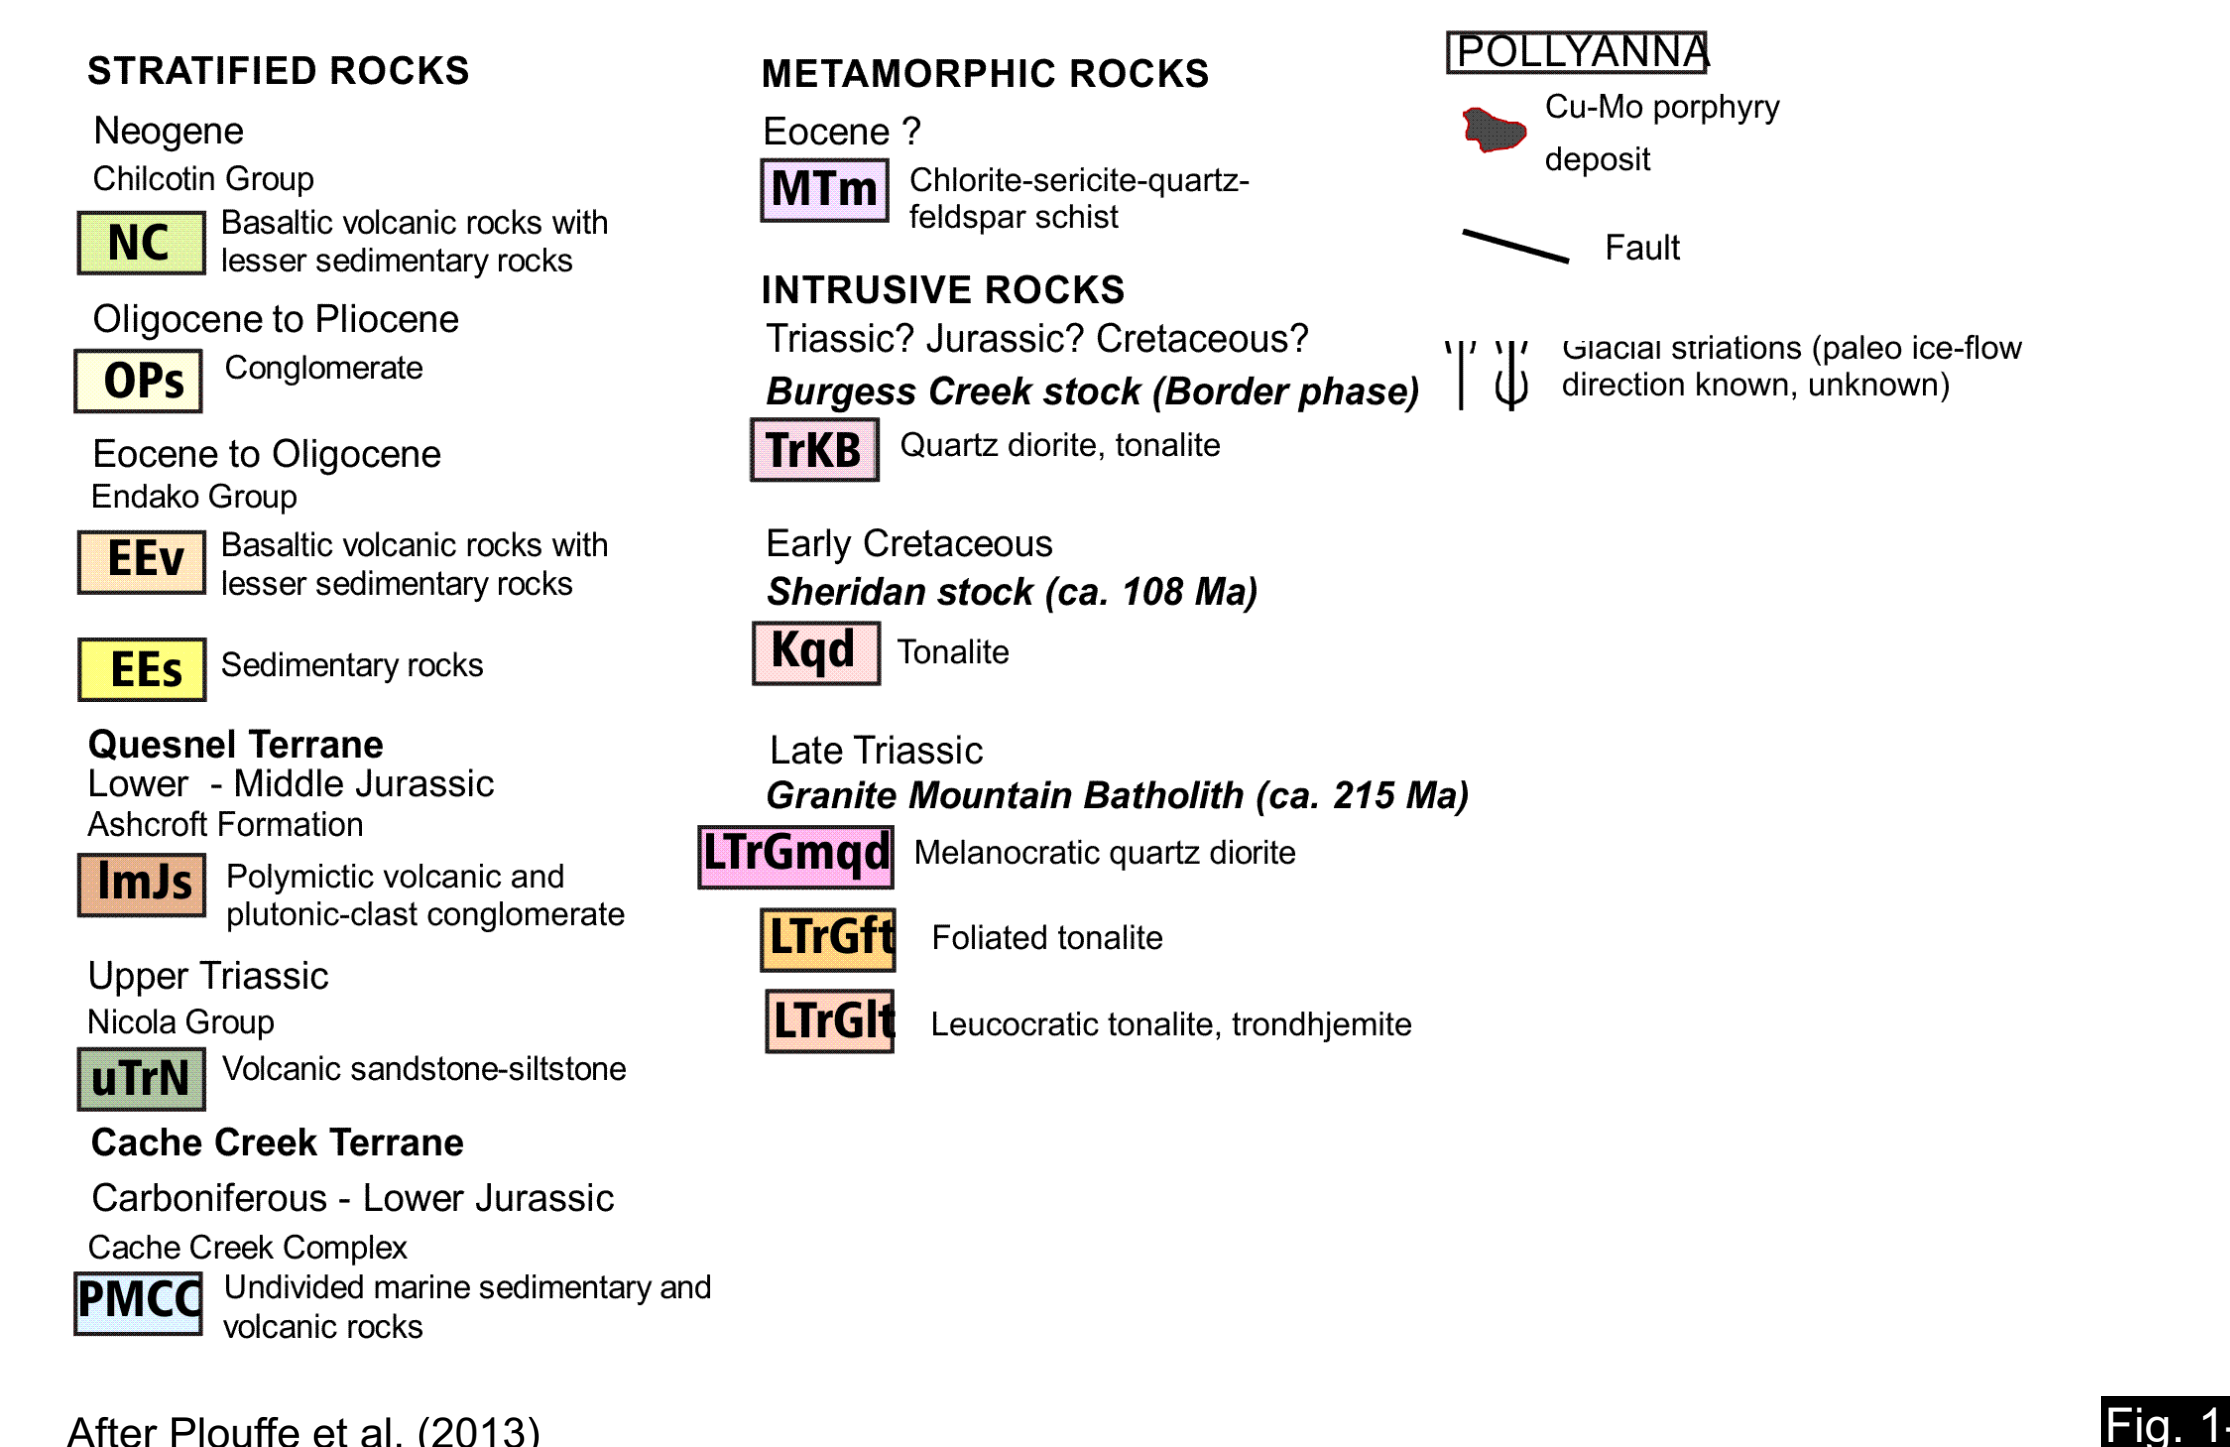 STRATIFIED ROCKS
Neogene
Chilcotin Group
NC
Basaltic volcanic rocks with
lesser sedimentary rocks
Oligocene to Pliocene
OPs
Conglomerate
Eocene to Oligocene
Endako Group
EEv
Basaltic volcanic rocks with
lesser sedimentary rocks
EEs
Sedimentary rocks
Quesnel Terrane
Lower - Middle Jurassic
Ashcroft Formation
lmJs
Polymictic volcanic and
plutonic-clast conglomerate
Upper Triassic
Nicola Group
uTrN
Volcanic sandstone-siltstone
Cache Creek Terrane
Carboniferous - Lower Jurassic
Cache Creek Complex
PMCC
Undivided marine sedimentary and
volcanic rocks
After Plouffe et al. (2013)
METAMORPHIC ROCKS
Eocene ?
MTm
Chlorite-sericite-quartz-
feldspar schist
INTRUSIVE ROCKS
Triassic? Jurassic? Cretaceous?
Burgess Creek stock (Border phase)
TrKB
Quartz diorite, tonalite
Early Cretaceous
Sheridan stock (ca. 108 Ma)
Kqd
Tonalite
Late Triassic
Granite Mountain Batholith (ca. 215 Ma)
LTrGmqd
Melanocratic quartz diorite
LTrGft
Foliated tonalite
LTrGlt
Leucocratic tonalite, trondhjemite
POLLYANNA
Cu-Mo porphyry
deposit
Fault
Glacial striations (paleo ice-flow
direction known, unknown)
Fig. 1-